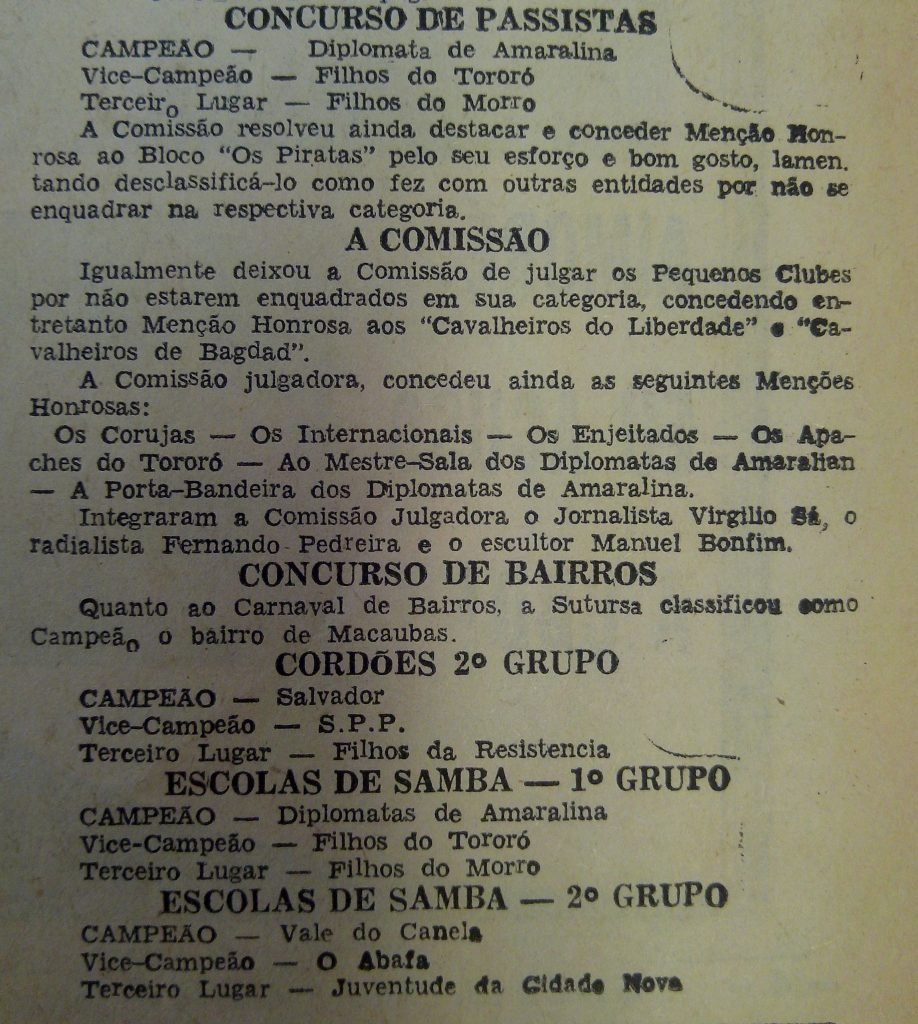 CONCURSO DE PASSISTAS
CAMPEÃO — Diplomata de Amaralina
Vice-Campeão — Filhos do Tororó
Terceiro Lugar — Filhos do Morro
A Comissão resolveu ainda destacar e conceder Menção Hon-
rosa ao Bloco "Os Piratas" pelo seu esforço e bom gosto, lamen.
tando desclassificá-lo como fez com outras entidades por não se
enquadrar na respectiva categoria.
A COMISSÃO
Igualmente deixou a Comissão de julgar os Pequenos Clubes
por não estarem enquadrados em sua categoria, concedendo en-
tretanto Menção Honrosa aos "Cavalheiros do Liberdade" e "Ca-
valheiros de Bagdad".
A Comissão julgadora, concedeu ainda as seguintes Menções
Honrosas:
Os Corujas — Os Internacionais — Os Enjeitados — Os Apa-
ches do Tororó — Ao Mestre-Sala dos Diplomatas de Amaralian
— A Porta-Bandeira dos Diplomatas de Amaralina.
Integraram a Comissão Julgadora o Jornalista Virgilio Sá, o
radialista Fernando Pedreira e o escultor Manuel Bonfim.
CONCURSO DE BAIRROS
Quanto ao Carnaval de Bairros, a Sutursa classificou como
Campeão o bairro de Macaubas.
CORDÕES 2º GRUPO
CAMPEÃO — Salvador
Vice-Campeão — S.P.P.
Terceiro Lugar — Filhos da Resistencia
ESCOLAS DE SAMBA — 1º GRUPO
CAMPEÃO — Diplomatas de Amaralina
Vice-Campeão — Filhos do Tororó
Terceiro Lugar — Filhos do Morro
ESCOLAS DE SAMBA — 2º GRUPO
CAMPEÃO — Vale do Canela
Vice-Campeão — O Abafa
Terceiro Lugar — Juventude da Cidade Nova